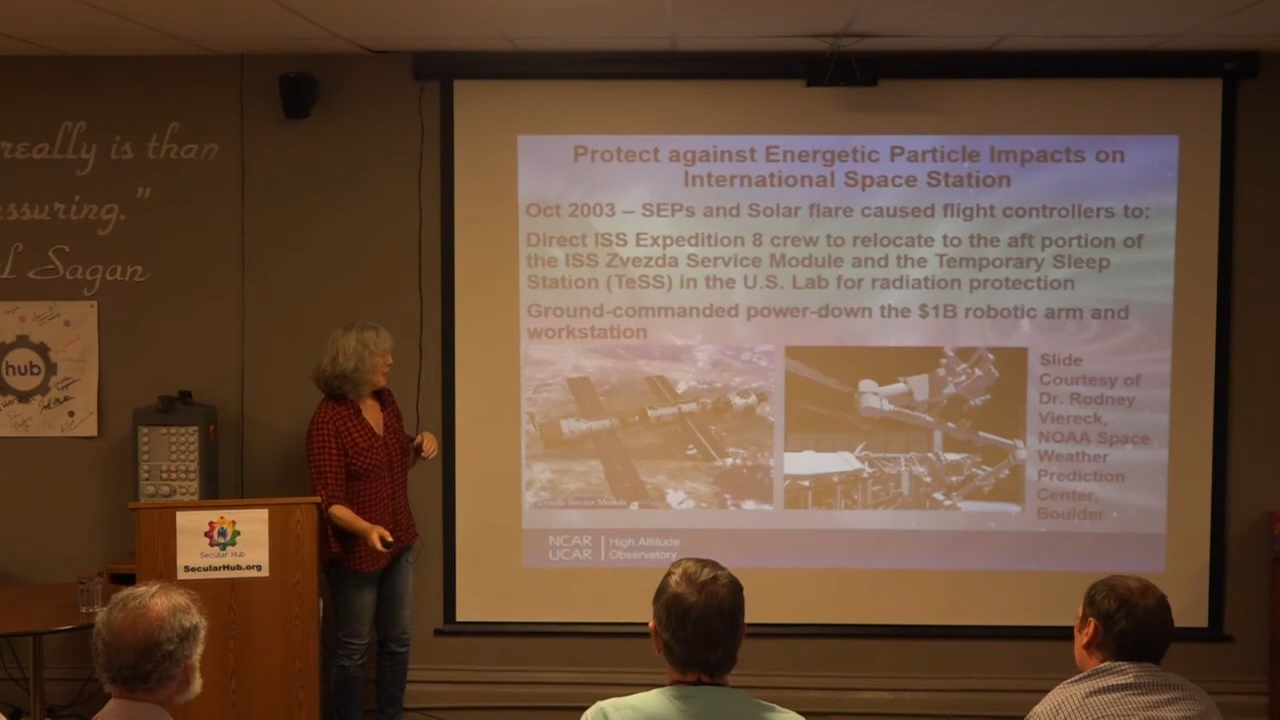 really is than
ssuring.”
l Sagan
hub
Secular Hub
SecularHub.org
Protect against Energetic Particle Impacts on
International Space Station
Oct 2003 – SEPs and Solar flare caused flight controllers to:
Direct ISS Expedition 8 crew to relocate to the aft portion of
the ISS Zvezda Service Module and the Temporary Sleep
Station (TeSS) in the U.S. Lab for radiation protection
Ground-commanded power-down the $1B robotic arm and
workstation
Slide
Courtesy of
Dr. Rodney
Viereck,
NOAA Space
Weather
Prediction
Center,
Boulder
NCAR
UCAR
High Altitude
Observatory